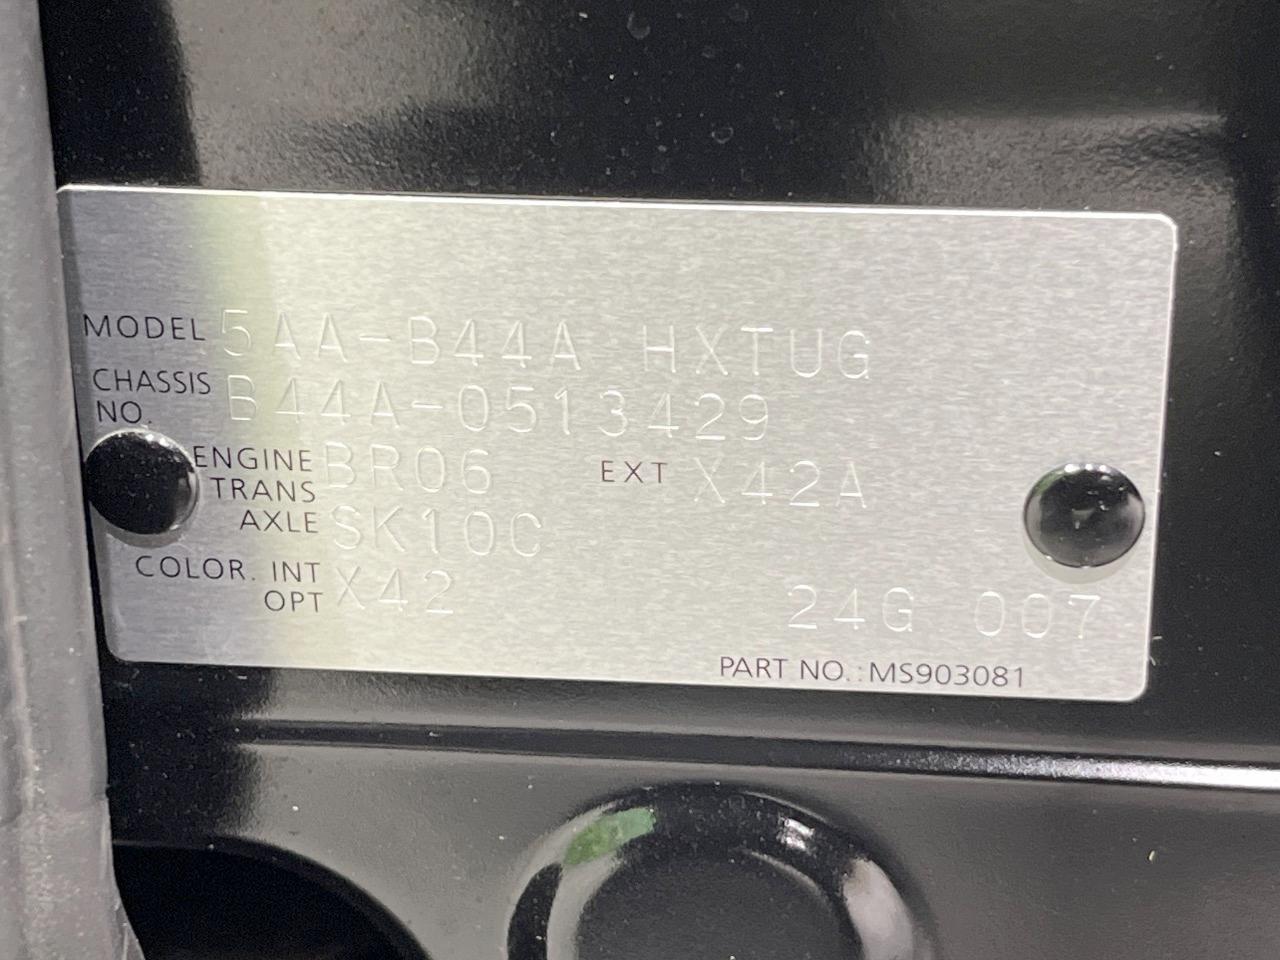 MODEL 5AA-B44A HXTUG
CHASSIS NO. B44A-0513429
ENGINE BR06 EXT X42A
TRANS AXLE SK10C
COLOR. INT X42
OPT 24G 007
PART NO.:MS903081